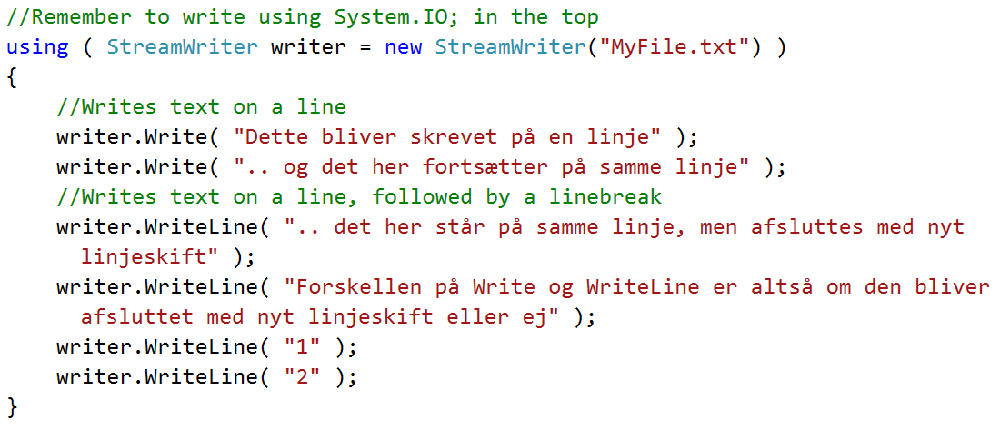 //Remember to write using System.IO; in the top
using ( StreamWriter writer = new StreamWriter("MyFile.txt") )
{
    //Writes text on a line
    writer.Write( "Dette bliver skrevet på en linje" );
    writer.Write( ".. og det her fortsætter på samme linje" );
    //Writes text on a line, followed by a linebreak
    writer.WriteLine( ".. det her står på samme linje, men afsluttes med nyt
      linjeskift" );
    writer.WriteLine( "Forskellen på Write og WriteLine er altså om den bliver
      afsluttet med nyt linjeskift eller ej" );
    writer.WriteLine( "1" );
    writer.WriteLine( "2" );
}